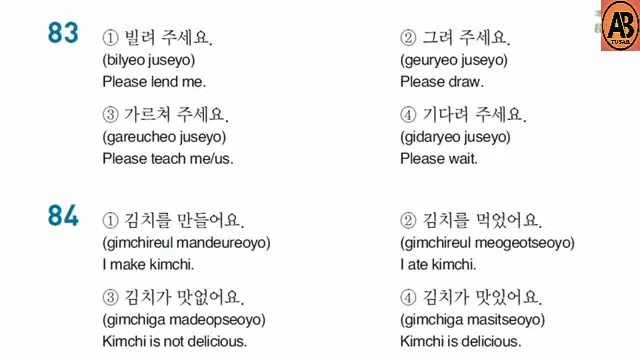 83
① 빌려 주세요.
(bilyeo juseyo)
Please lend me.
② 그려 주세요.
(geuryeo juseyo)
Please draw.
③ 가르쳐 주세요.
(gareucheo juseyo)
Please teach me/us.
④ 기다려 주세요.
(gidaryeo juseyo)
Please wait.
84
① 김치를 만들어요.
(gimchireul mandeureoyo)
I make kimchi.
② 김치를 먹었어요.
(gimchireul meogeotseoyo)
I ate kimchi.
③ 김치가 맛없어요.
(gimchiga madeopseoyo)
Kimchi is not delicious.
④ 김치가 맛있어요.
(gimchiga masitseoyo)
Kimchi is delicious.
AB
TUSAR